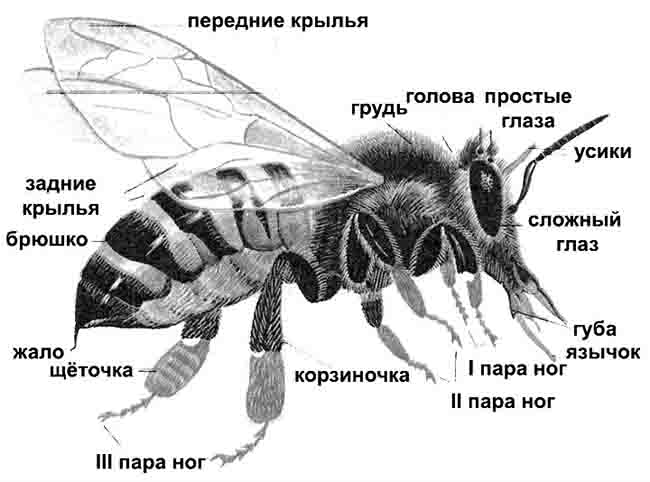 передние крылья
голова
простые
глаза
грудь
усики
задние
крылья
брюшко
сложный
глаз
губа
язычок
жало
щёточка
корзиночка
I пара ног
II пара ног
III пара ног